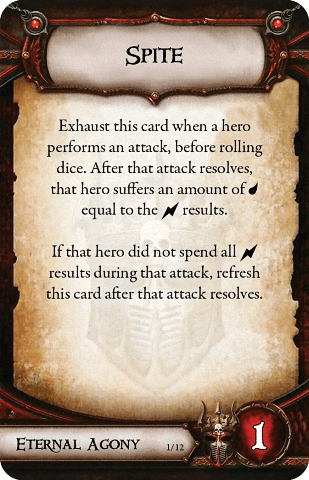 SPITE
Exhaust this card when a hero
performs an attack, before rolling
dice. After that attack resolves,
that hero suffers an amount of
equal to the results.
If that hero did not spend all
results during that attack, refresh
this card after that attack resolves.
ETERNAL AGONY 1/12 1